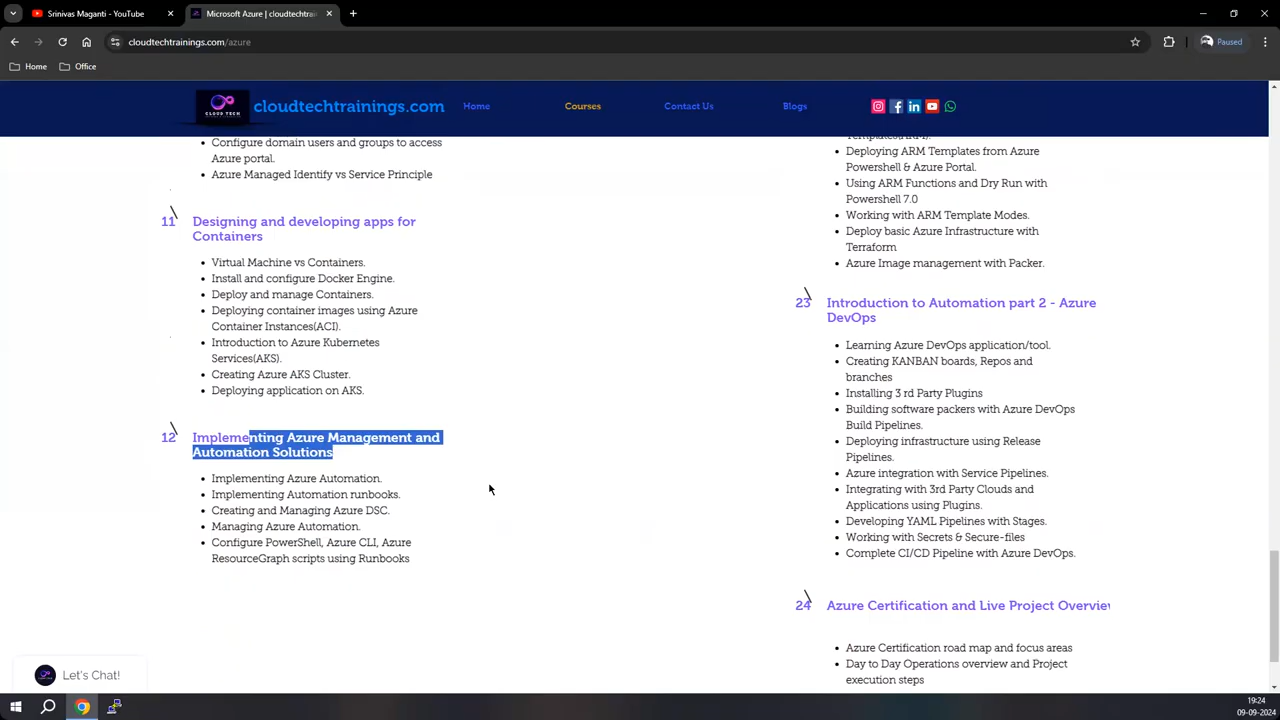 Srinivas Maganti - YouTube
Microsoft Azure | cloudtechtrai
cloudtechtrainings.com/azure
Paused
Home
Office
CLOUD TECH
cloudtechtrainings.com
Home
Courses
Contact Us
Blogs
Configure domain users and groups to access
Azure portal.
Azure Managed Identify vs Service Principle
11 Designing and developing apps for
Containers
Virtual Machine vs Containers.
Install and configure Docker Engine.
Deploy and manage Containers.
Deploying container images using Azure
Container Instances(ACI).
Introduction to Azure Kubernetes
Services(AKS).
Creating Azure AKS Cluster.
Deploying application on AKS.
12 Implementing Azure Management and
Automation Solutions
Implementing Azure Automation.
Implementing Automation runbooks.
Creating and Managing Azure DSC.
Managing Azure Automation.
Configure PowerShell, Azure CLI, Azure
ResourceGraph scripts using Runbooks
Templates(ARM).
Deploying ARM Templates from Azure
Powershell & Azure Portal.
Using ARM Functions and Dry Run with
Powershell 7.0
Working with ARM Template Modes.
Deploy basic Azure Infrastructure with
Terraform
Azure Image management with Packer.
23 Introduction to Automation part 2 - Azure
DevOps
Learning Azure DevOps application/tool.
Creating KANBAN boards, Repos and
branches
Installing 3 rd Party Plugins
Building software packers with Azure DevOps
Build Pipelines.
Deploying infrastructure using Release
Pipelines.
Azure integration with Service Pipelines.
Integrating with 3rd Party Clouds and
Applications using Plugins.
Developing YAML Pipelines with Stages.
Working with Secrets & Secure-files
Complete CI/CD Pipeline with Azure DevOps.
24 Azure Certification and Live Project Overview
Azure Certification road map and focus areas
Day to Day Operations overview and Project
execution steps
Let's Chat!
19:24
09-09-2024